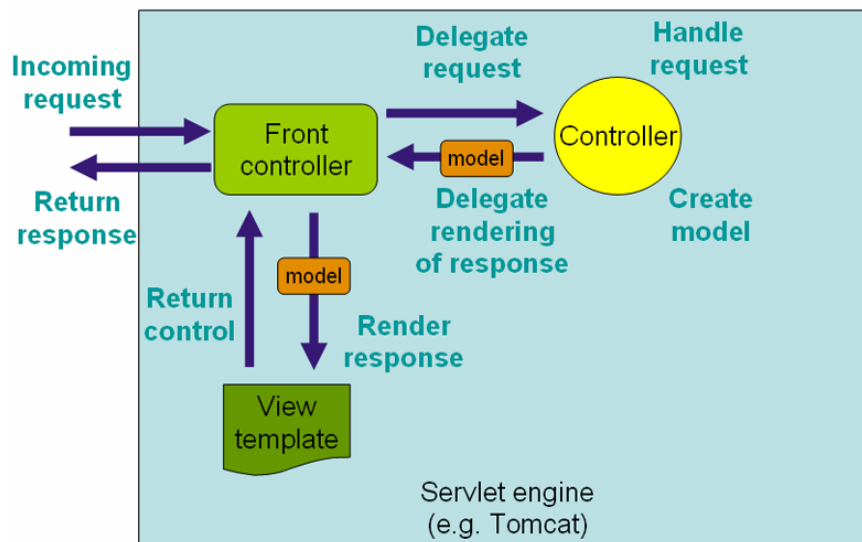 Incoming
request
Return
response
Front
controller
Delegate
request
Handle
request
Controller
model
Delegate
rendering
of response
Create
model
model
Return
control
Render
response
View
template
Servlet engine
(e.g. Tomcat)